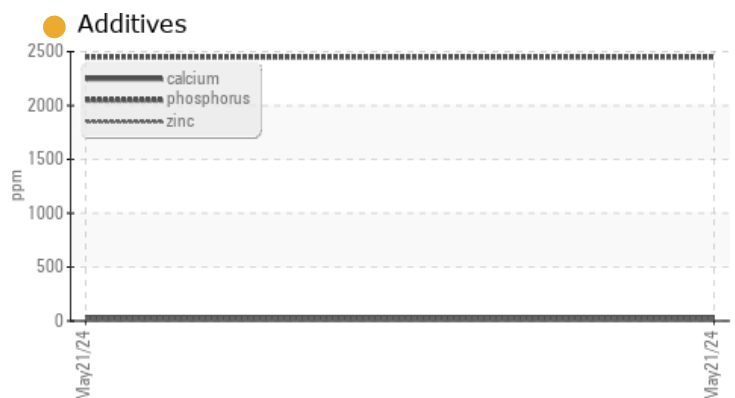 Additives
2500
2000
1500
1000
500
0
ppm
calcium
phosphorus
zinc
May21/24
May21/24